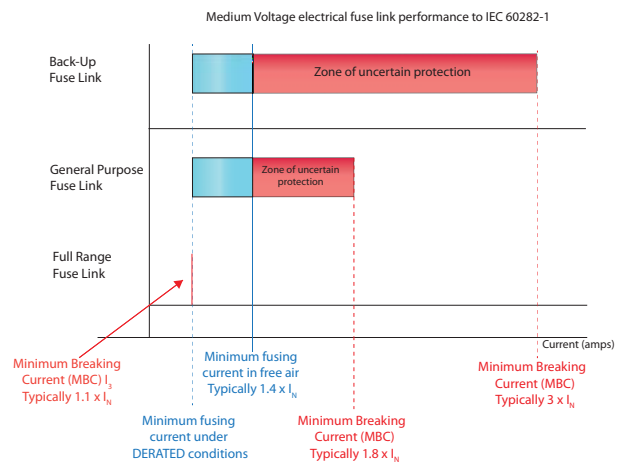 Medium Voltage electrical fuse link performance to IEC 60282-1
Back-Up
Fuse Link
Zone of uncertain protection
General Purpose
Fuse Link
Zone of uncertain
protection
Full Range
Fuse Link
Current (amps)
Minimum Breaking
Current (MBC) I3
Typically 1.1 x IN
Minimum fusing
current in free air
Typically 1.4 x IN
Minimum Breaking
Current (MBC)
Typically 3 x IN
Minimum fusing
current under
DERATED conditions
Minimum Breaking
Current (MBC)
Typically 1.8 x IN